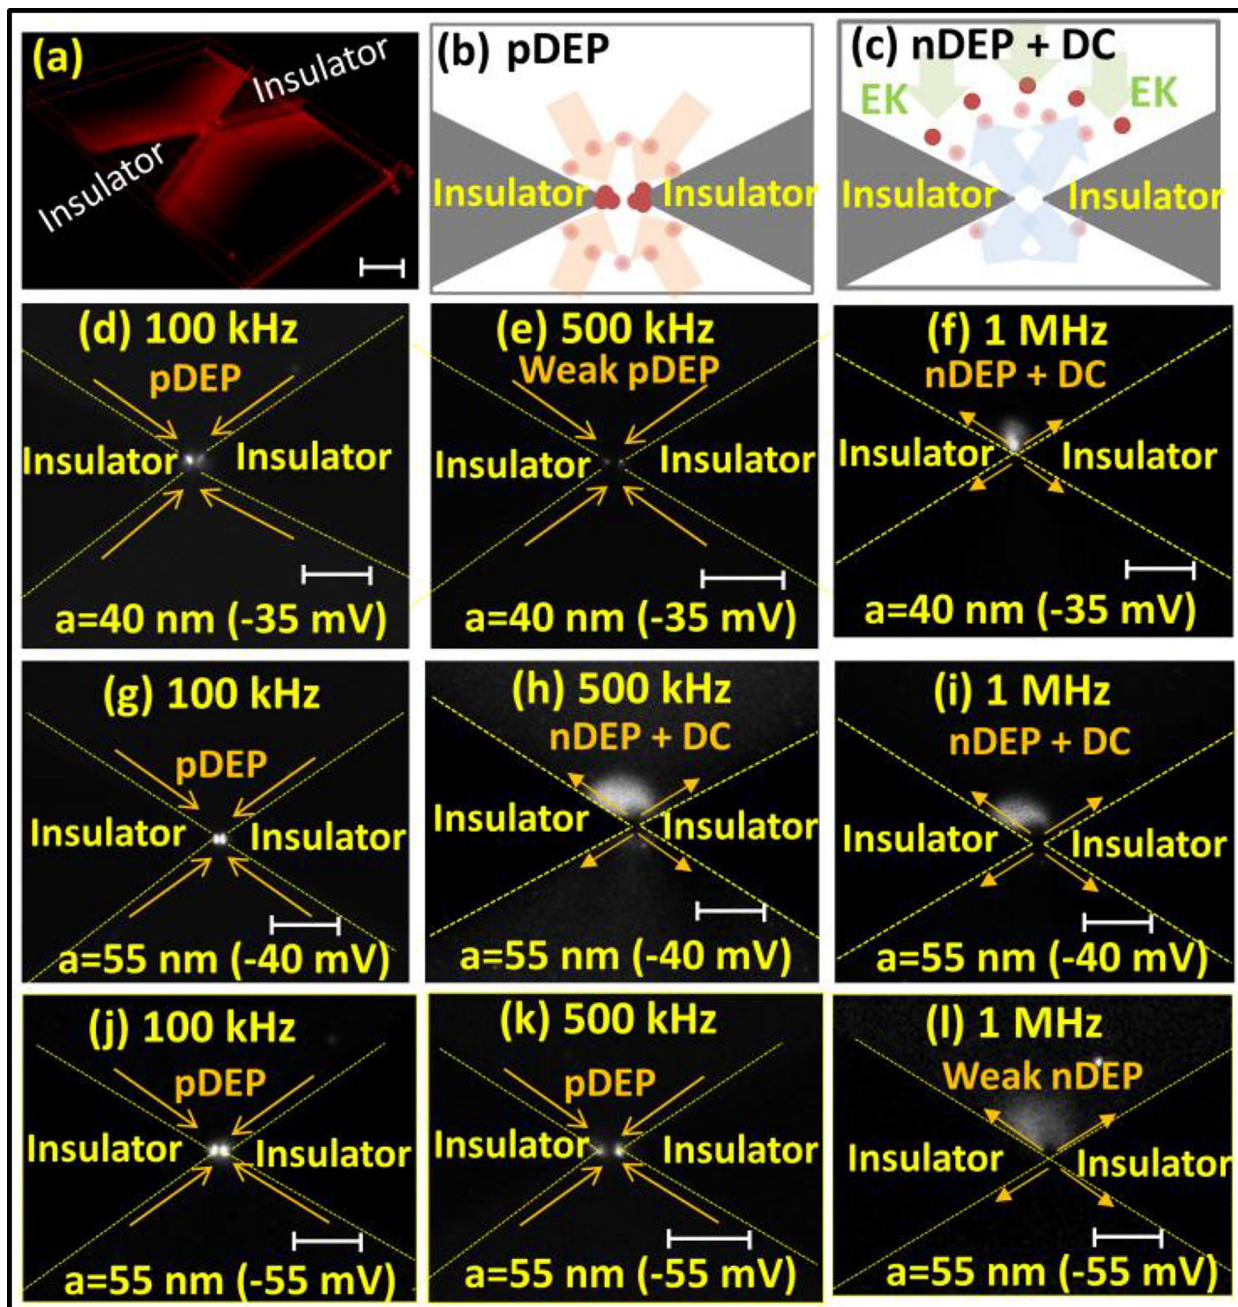 (a)
Insulator
Insulator
(b) pDEP
Insulator
Insulator
(c) nDEP + DC
EK
EK
Insulator
Insulator
(d) 100 kHz
pDEP
Insulator
Insulator
a=40 nm (-35 mV)
(e) 500 kHz
Weak pDEP
Insulator
Insulator
a=40 nm (-35 mV)
(f) 1 MHz
nDEP + DC
Insulator
Insulator
a=40 nm (-35 mV)
(g) 100 kHz
pDEP
Insulator
Insulator
a=55 nm (-40 mV)
(h) 500 kHz
nDEP + DC
Insulator
Insulator
a=55 nm (-40 mV)
(i) 1 MHz
nDEP + DC
Insulator
Insulator
a=55 nm (-40 mV)
(j) 100 kHz
pDEP
Insulator
Insulator
a=55 nm (-55 mV)
(k) 500 kHz
pDEP
Insulator
Insulator
a=55 nm (-55 mV)
(l) 1 MHz
Weak nDEP
Insulator
Insulator
a=55 nm (-55 mV)